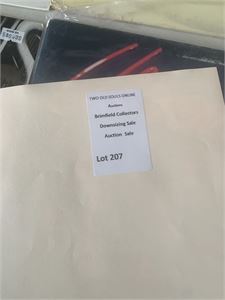 TWO OLD SOULS ONLINE
Auctions
Brimfield Collectors
Downsizing Sale
Auction Sale
Lot 207